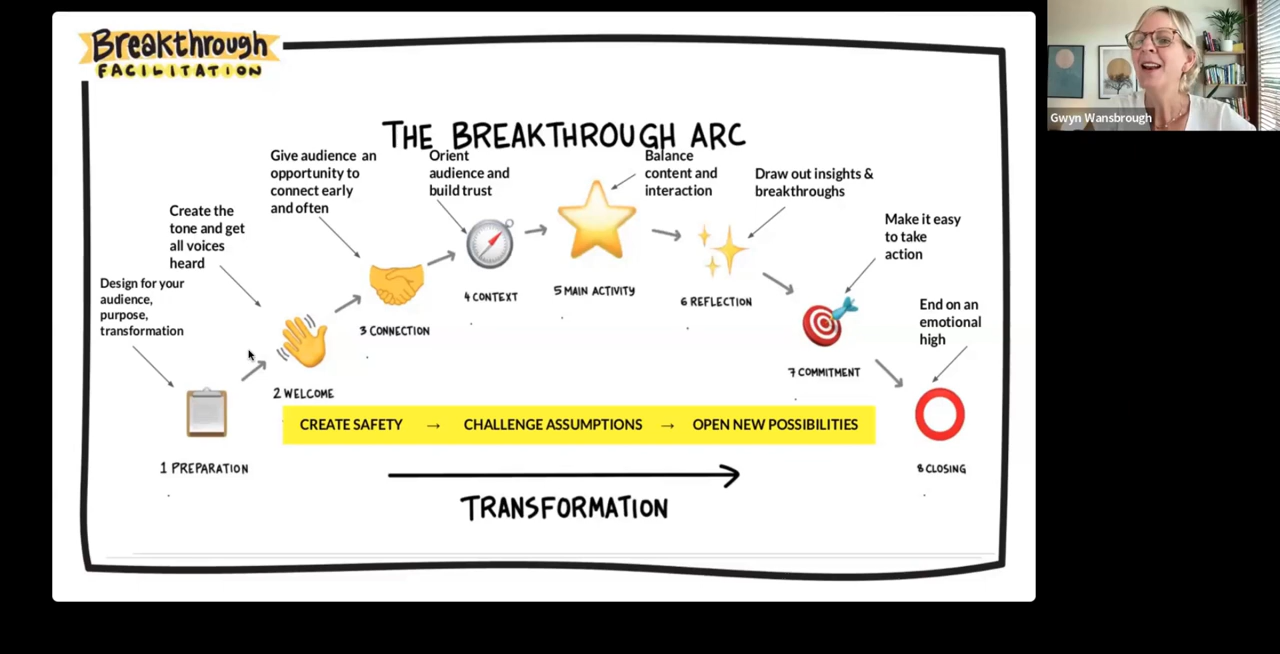 Breakthrough
FACILITATION
Gwyn Wansbrough
THE BREAKTHROUGH ARC
Give audience an
opportunity to
connect early
and often
Orient
audience and
build trust
Balance
content and
interaction
Draw out insights &
breakthroughs
Create the
tone and get
all voices
heard
Make it easy
to take
action
Design for your
audience,
purpose,
transformation
End on an
emotional
high
1 PREPARATION
2 WELCOME
3 CONNECTION
4 CONTEXT
5 MAIN ACTIVITY
6 REFLECTION
7 COMMITMENT
8 CLOSING
CREATE SAFETY → CHALLENGE ASSUMPTIONS → OPEN NEW POSSIBILITIES
TRANSFORMATION